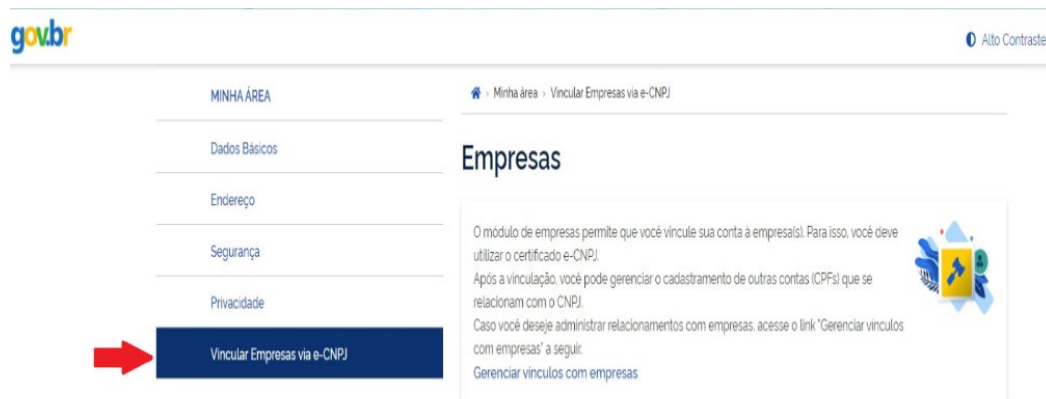 gov.br
Alto Contraste
MINHA ÁREA
Dados Básicos
Endereço
Segurança
Privacidade
Vincular Empresas via e-CNPJ
Minha área > Vincular Empresas via e-CNPJ
Empresas
O módulo de empresas permite que você vincule sua conta à empresa(s). Para isso, você deve
utilizar o certificado e-CNPJ.
Após a vinculação, você pode gerenciar o cadastramento de outras contas (CPFs) que se
relacionam com o CNPJ.
Caso você deseje administrar relacionamentos com empresas, acesse o link "Gerenciar vínculos
com empresas" a seguir.
Gerenciar vínculos com empresas